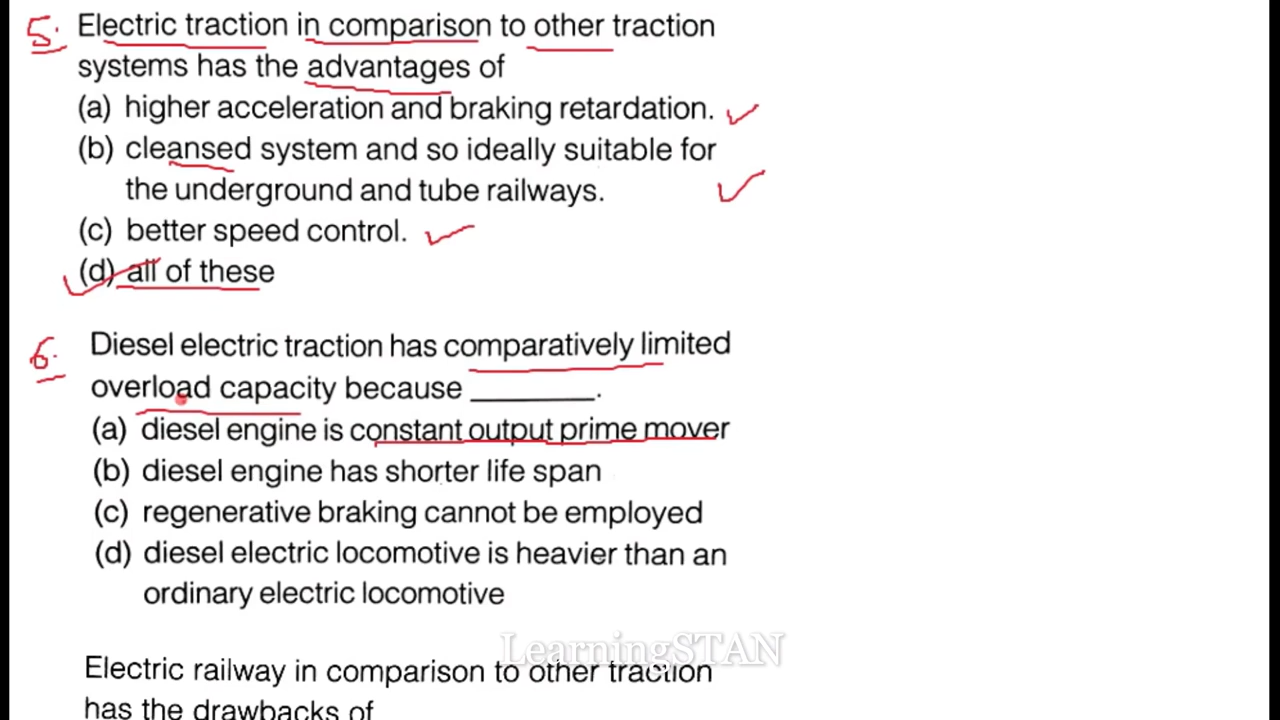 5. Electric traction in comparison to other traction
systems has the advantages of
(a) higher acceleration and braking retardation.
(b) cleansed system and so ideally suitable for
the underground and tube railways.
(c) better speed control.
(d) all of these
6. Diesel electric traction has comparatively limited
overload capacity because _________.
(a) diesel engine is constant output prime mover
(b) diesel engine has shorter life span
(c) regenerative braking cannot be employed
(d) diesel electric locomotive is heavier than an
ordinary electric locomotive
LearningSTAN
Electric railway in comparison to other traction
has the drawbacks of